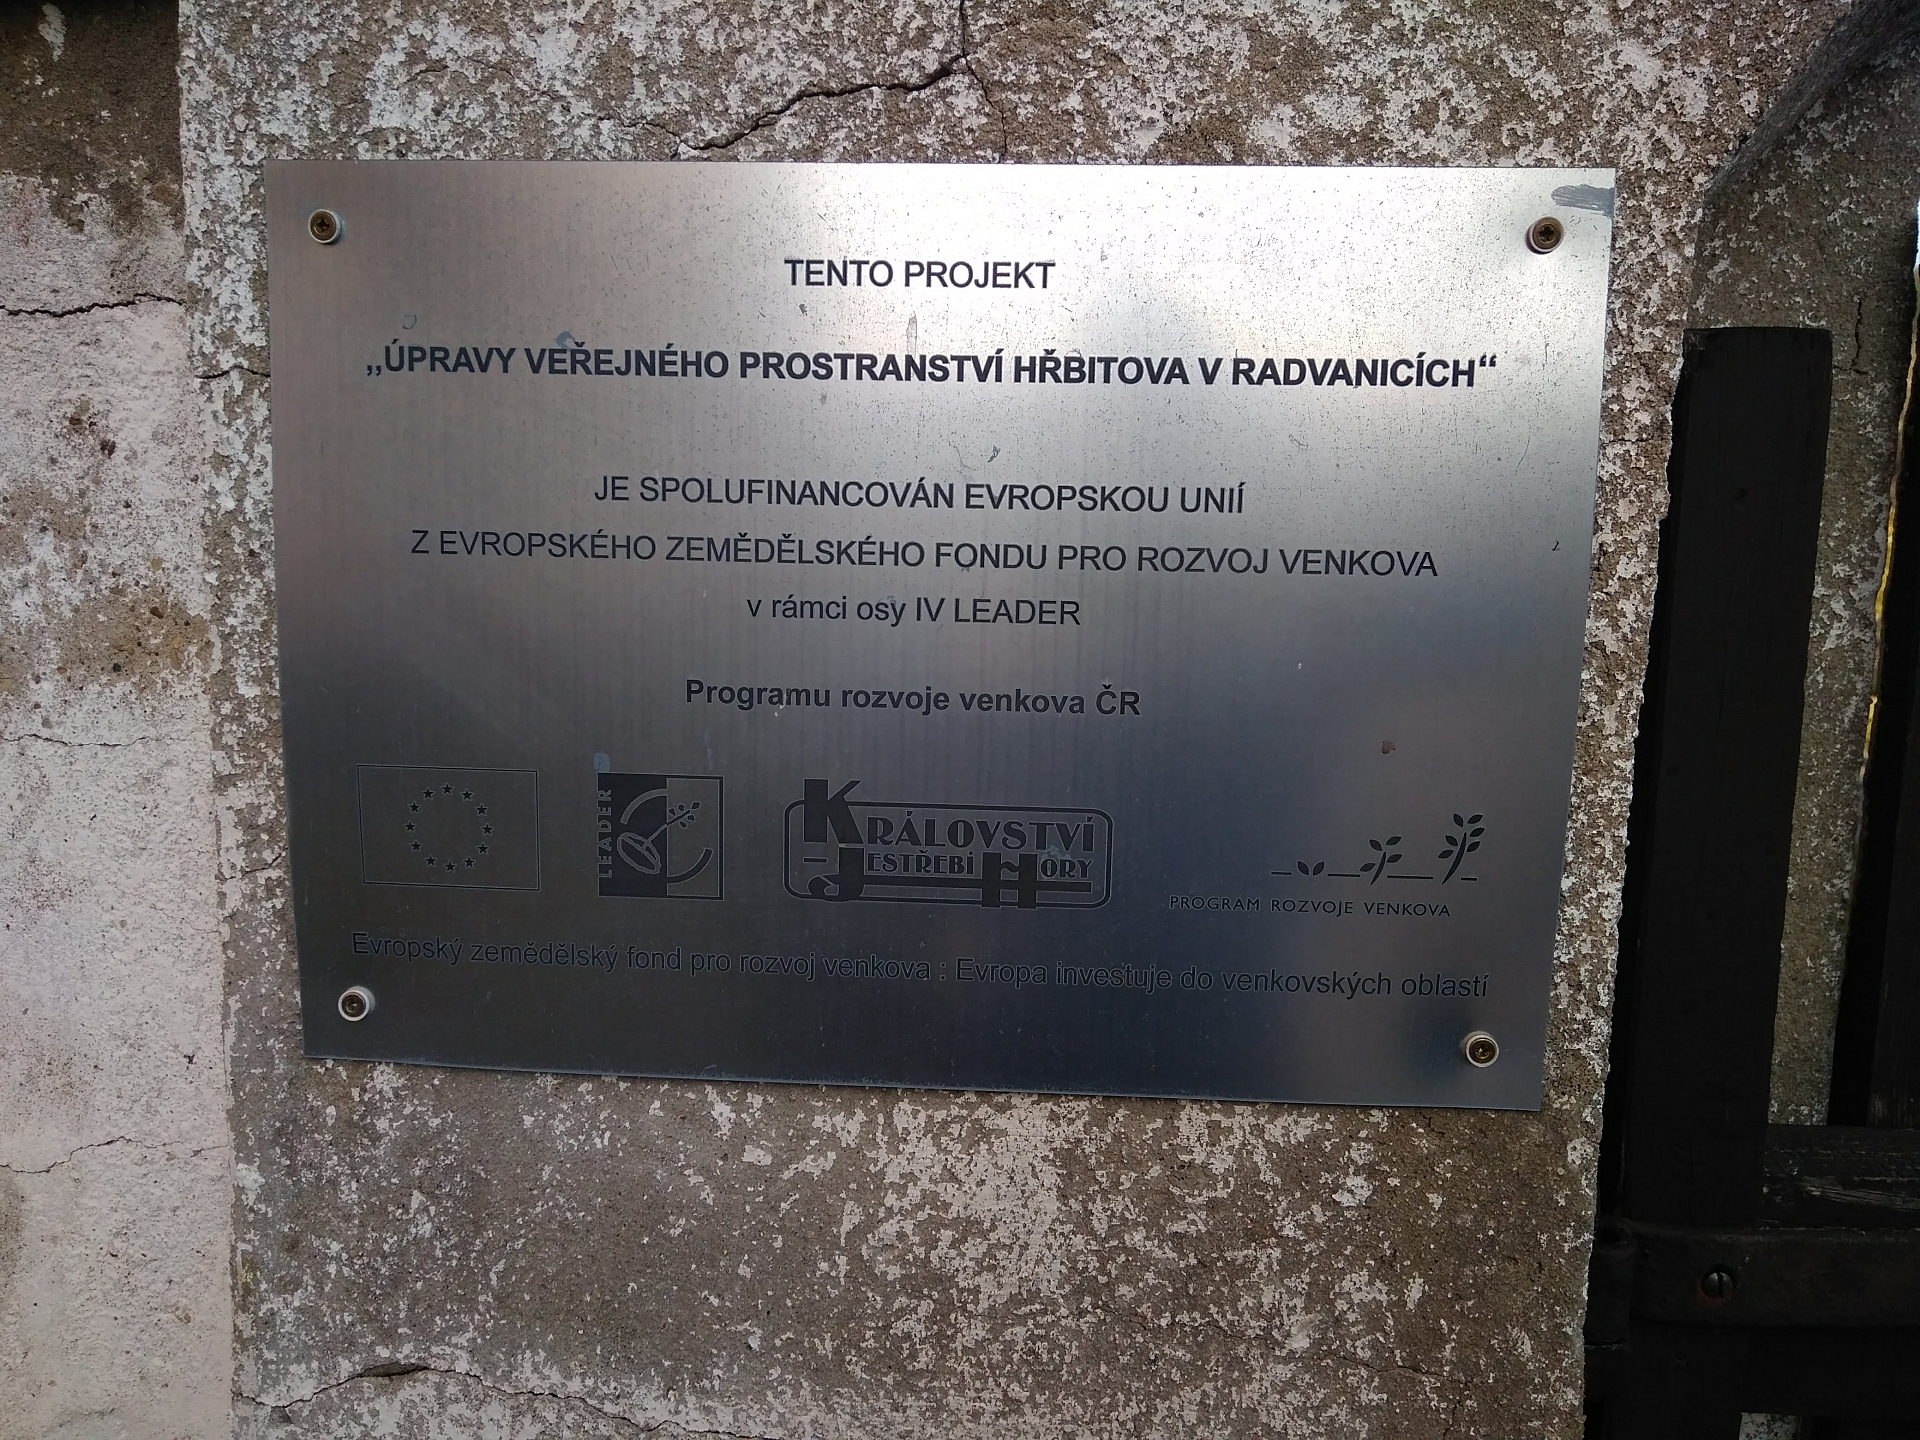 TENTO PROJEKT
„ÚPRAVY VEŘEJNÉHO PROSTRANSTVÍ HŘBITOVA V RADVANICÍCH“
JE SPOLUFINANCOVÁN EVROPSKOU UNIÍ
Z EVROPSKÉHO ZEMĚDĚLSKÉHO FONDU PRO ROZVOJ VENKOVA
v rámci osy IV LEADER
Programu rozvoje venkova ČR
LEADER
KRÁLOVSTVÍ
JESTŘEBÍ HORY
PROGRAM ROZVOJE VENKOVA
Evropský zemědělský fond pro rozvoj venkova : Evropa investuje do venkovských oblastí